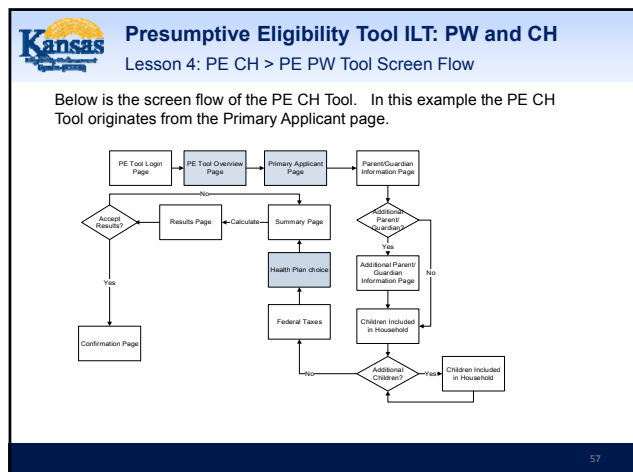 Kansas
Presumptive Eligibility Tool ILT: PW and CH
Lesson 4: PE CH > PE PW Tool Screen Flow
Below is the screen flow of the PE CH Tool.   In this example the PE CH
Tool originates from the Primary Applicant page.
PE Tool Login
Page
PE Tool Overview
Page
Primary Applicant
Page
Parent/Guardian
Information Page
No
Accept
Results?
Results Page
Calculate
Summary Page
Additional
Parent/
Guardian?
Yes
No
Health Plan choice
Additional Parent/
Guardian
Information Page
Yes
Federal Taxes
Children Included
in Household
Confirmation Page
No
Additional
Children?
Yes
Children Included
in Household
57